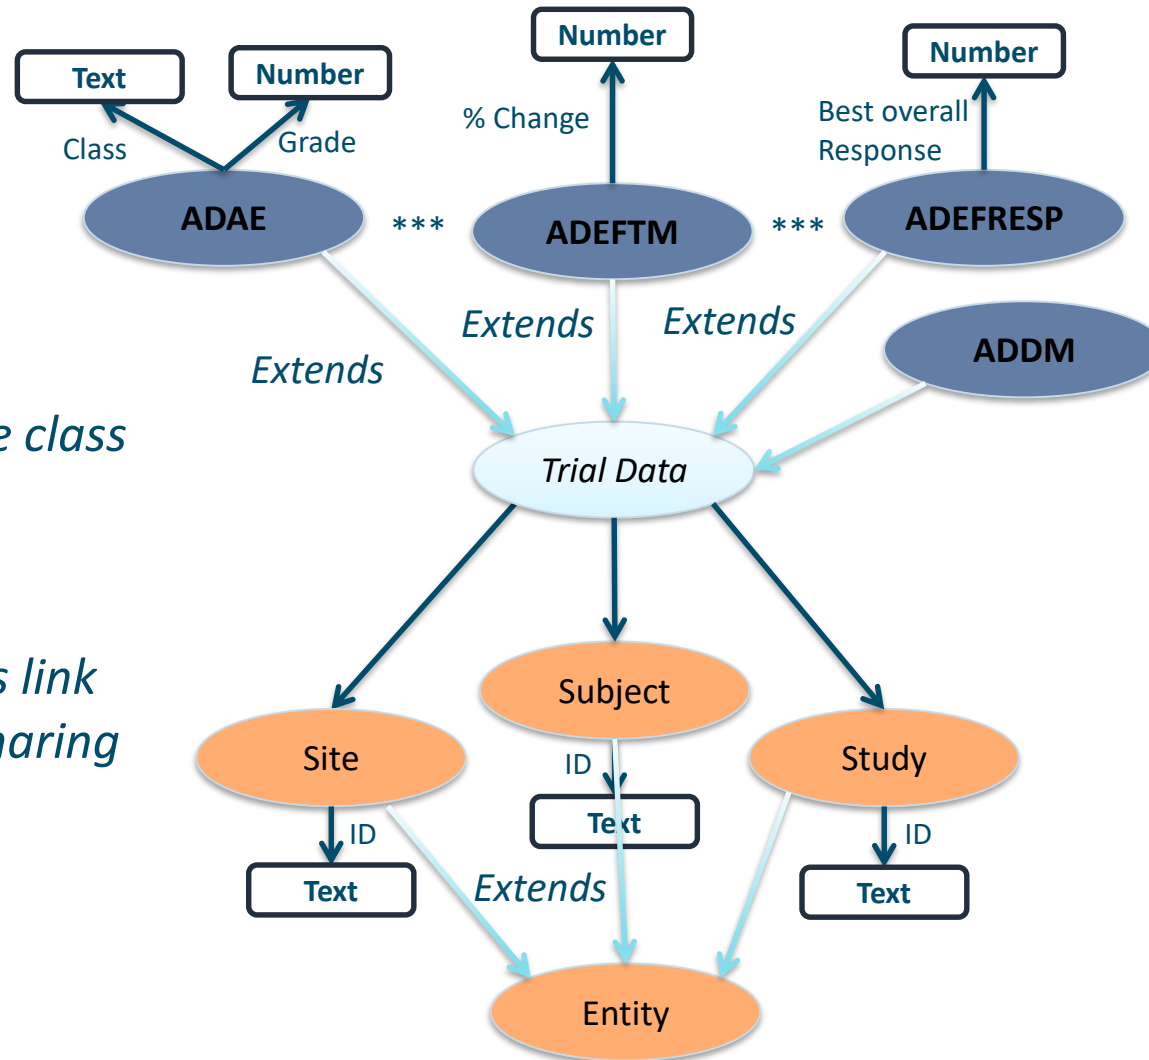 Number
Number
Text
Number
% Change
Best overall
Response
Class
Grade
ADAE
***
ADEFTM
***
ADEFRESP
Extends
Extends
Extends
ADDM
e class
Trial Data
s link
haring
Subject
Site
Study
ID
Text
ID
ID
Text
Extends
Text
Entity